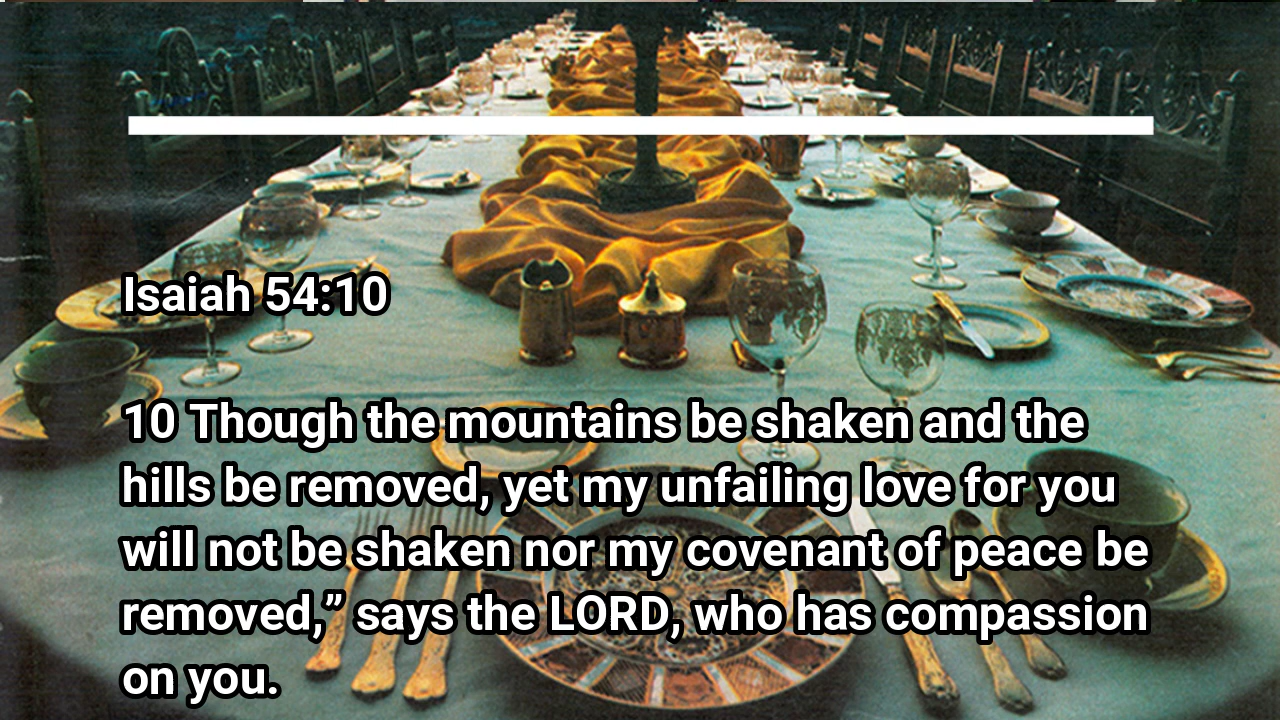 Isaiah 54:10
10 Though the mountains be shaken and the
hills be removed, yet my unfailing love for you
will not be shaken nor my covenant of peace be
removed,” says the LORD, who has compassion
on you.